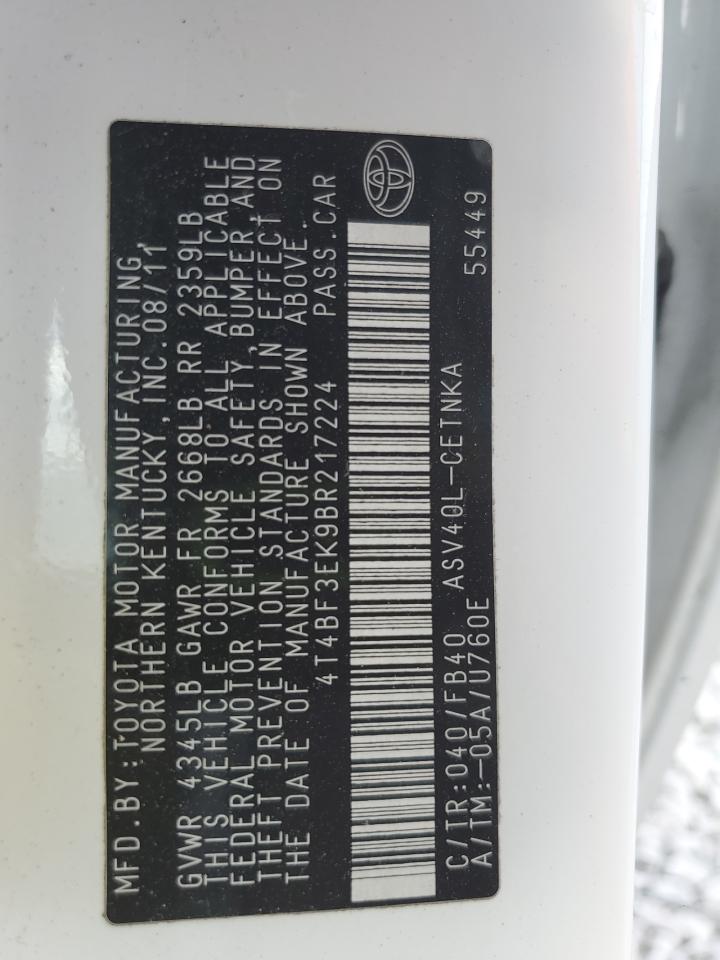 MFD.BY:TOYOTA MOTOR MANUFACTURING,
NORTHERN KENTUCKY,INC.08/11
GVWR 4345LB GAWR FR 2668LB RR 2359LB
THIS VEHICLE CONFORMS TO ALL APPLICABLE
FEDERAL MOTOR VEHICLE SAFETY,BUMPER,AND
THEFT PREVENTION STANDARDS IN EFFECT ON
THE DATE OF MANUFACTURE SHOWN ABOVE.
4T4BF3EK9BR217224 PASS.CAR
C/TR:040/FB40 ASV40L-CETNKA
A/TM:-05A/U760E 55449